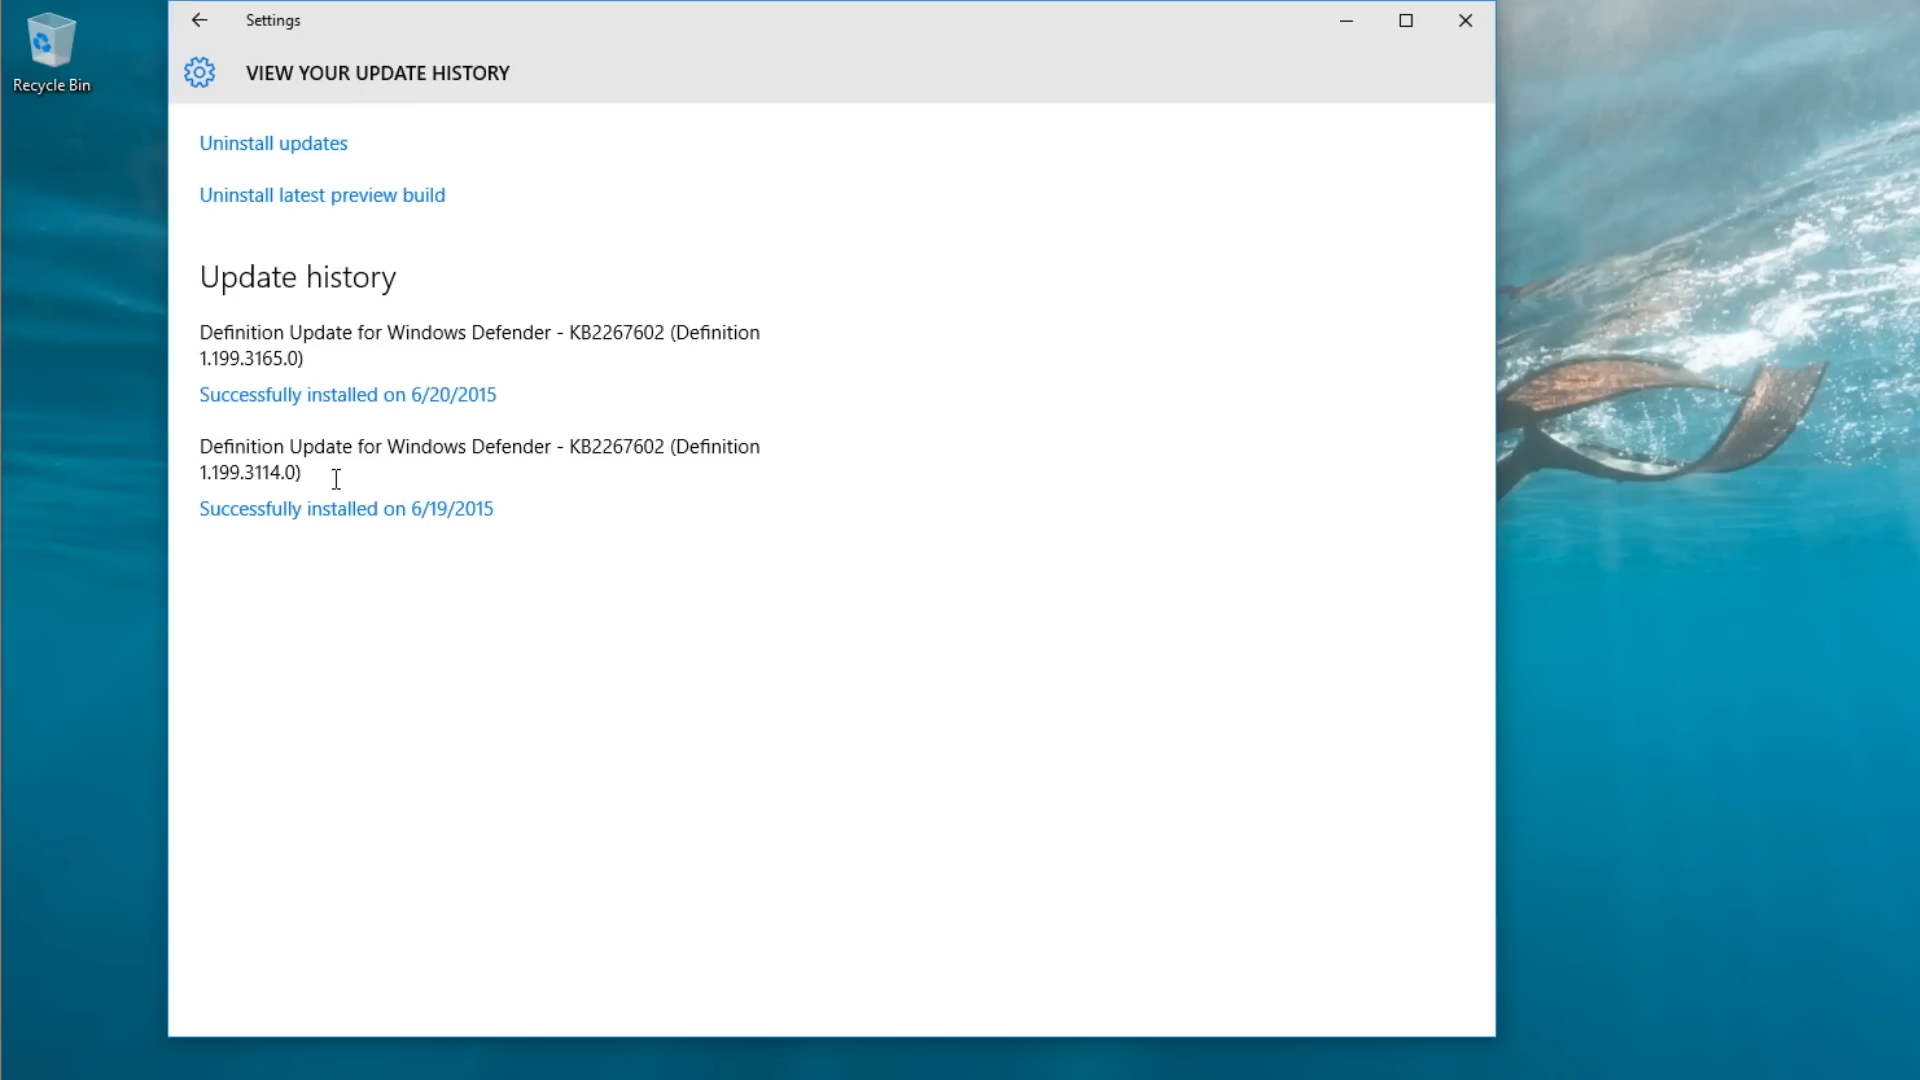 Recycle Bin
Settings
VIEW YOUR UPDATE HISTORY
Uninstall updates
Uninstall latest preview build
Update history
Definition Update for Windows Defender - KB2267602 (Definition
1.199.3165.0)
Successfully installed on 6/20/2015
Definition Update for Windows Defender - KB2267602 (Definition
1.199.3114.0)
Successfully installed on 6/19/2015